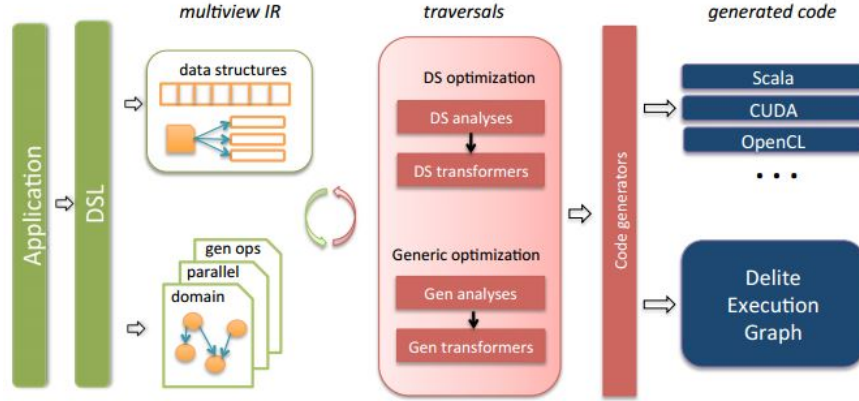 multiview IR
traversals
generated code
Application
DSL
data structures
gen ops
parallel
domain
DS optimization
DS analyses
DS transformers
Generic optimization
Gen analyses
Gen transformers
Code generators
Scala
CUDA
OpenCL
• • •
Delite
Execution
Graph